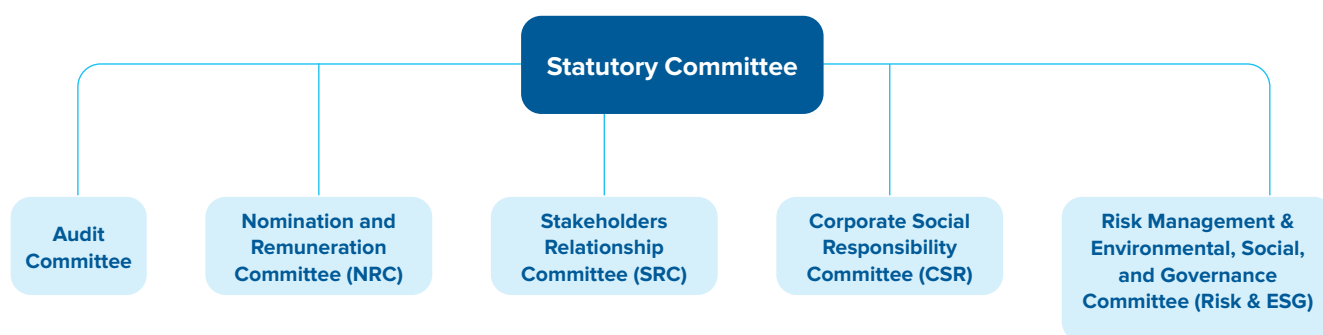 Statutory Committee
Audit
Committee
Nomination and
Remuneration
Committee (NRC)
Stakeholders
Relationship
Committee (SRC)
Corporate Social
Responsibility
Committee (CSR)
Risk Management &
Environmental, Social,
and Governance
Committee (Risk & ESG)